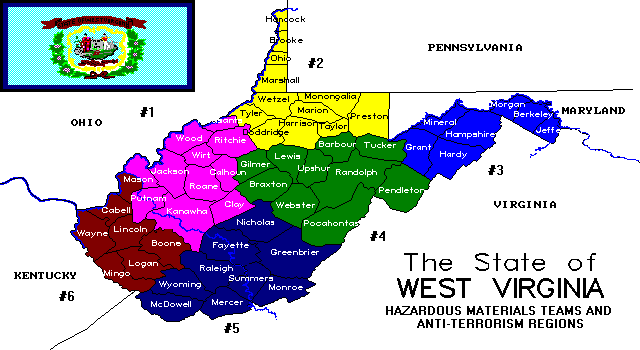 Hancock
Brooke
Ohio
#2
PENNSYLVANIA
Marshall
Wetzel
Monongalia
#1
Marion
Tyler
Preston
Morgan
MARYLAND
OHIO
Harrison
Taylor
Berkeley
Mineral
Jeff
Doddridge
Hampshire
Wood
Ritchie
Barbour
Tucker
Grant
Wirt
Lewis
Hardy
Gilmer
Upshur
#3
Jackson
Calhoun
Randolph
#6
Mason
Roane
Braxton
Pendleton
Putnam
Clay
Webster
VIRGINIA
Cabell
Kanawha
Nicholas
Pocahontas
Wayne
Lincoln
#4
Boone
Fayette
Greenbrier
Logan
Raleigh
The State of
KENTUCKY
Mingo
Summers
WEST VIRGINIA
Wyoming
Monroe
#6
McDowell
Mercer
HAZARDOUS MATERIALS TEAMS AND
#5
ANTI-TERRORISM REGIONS